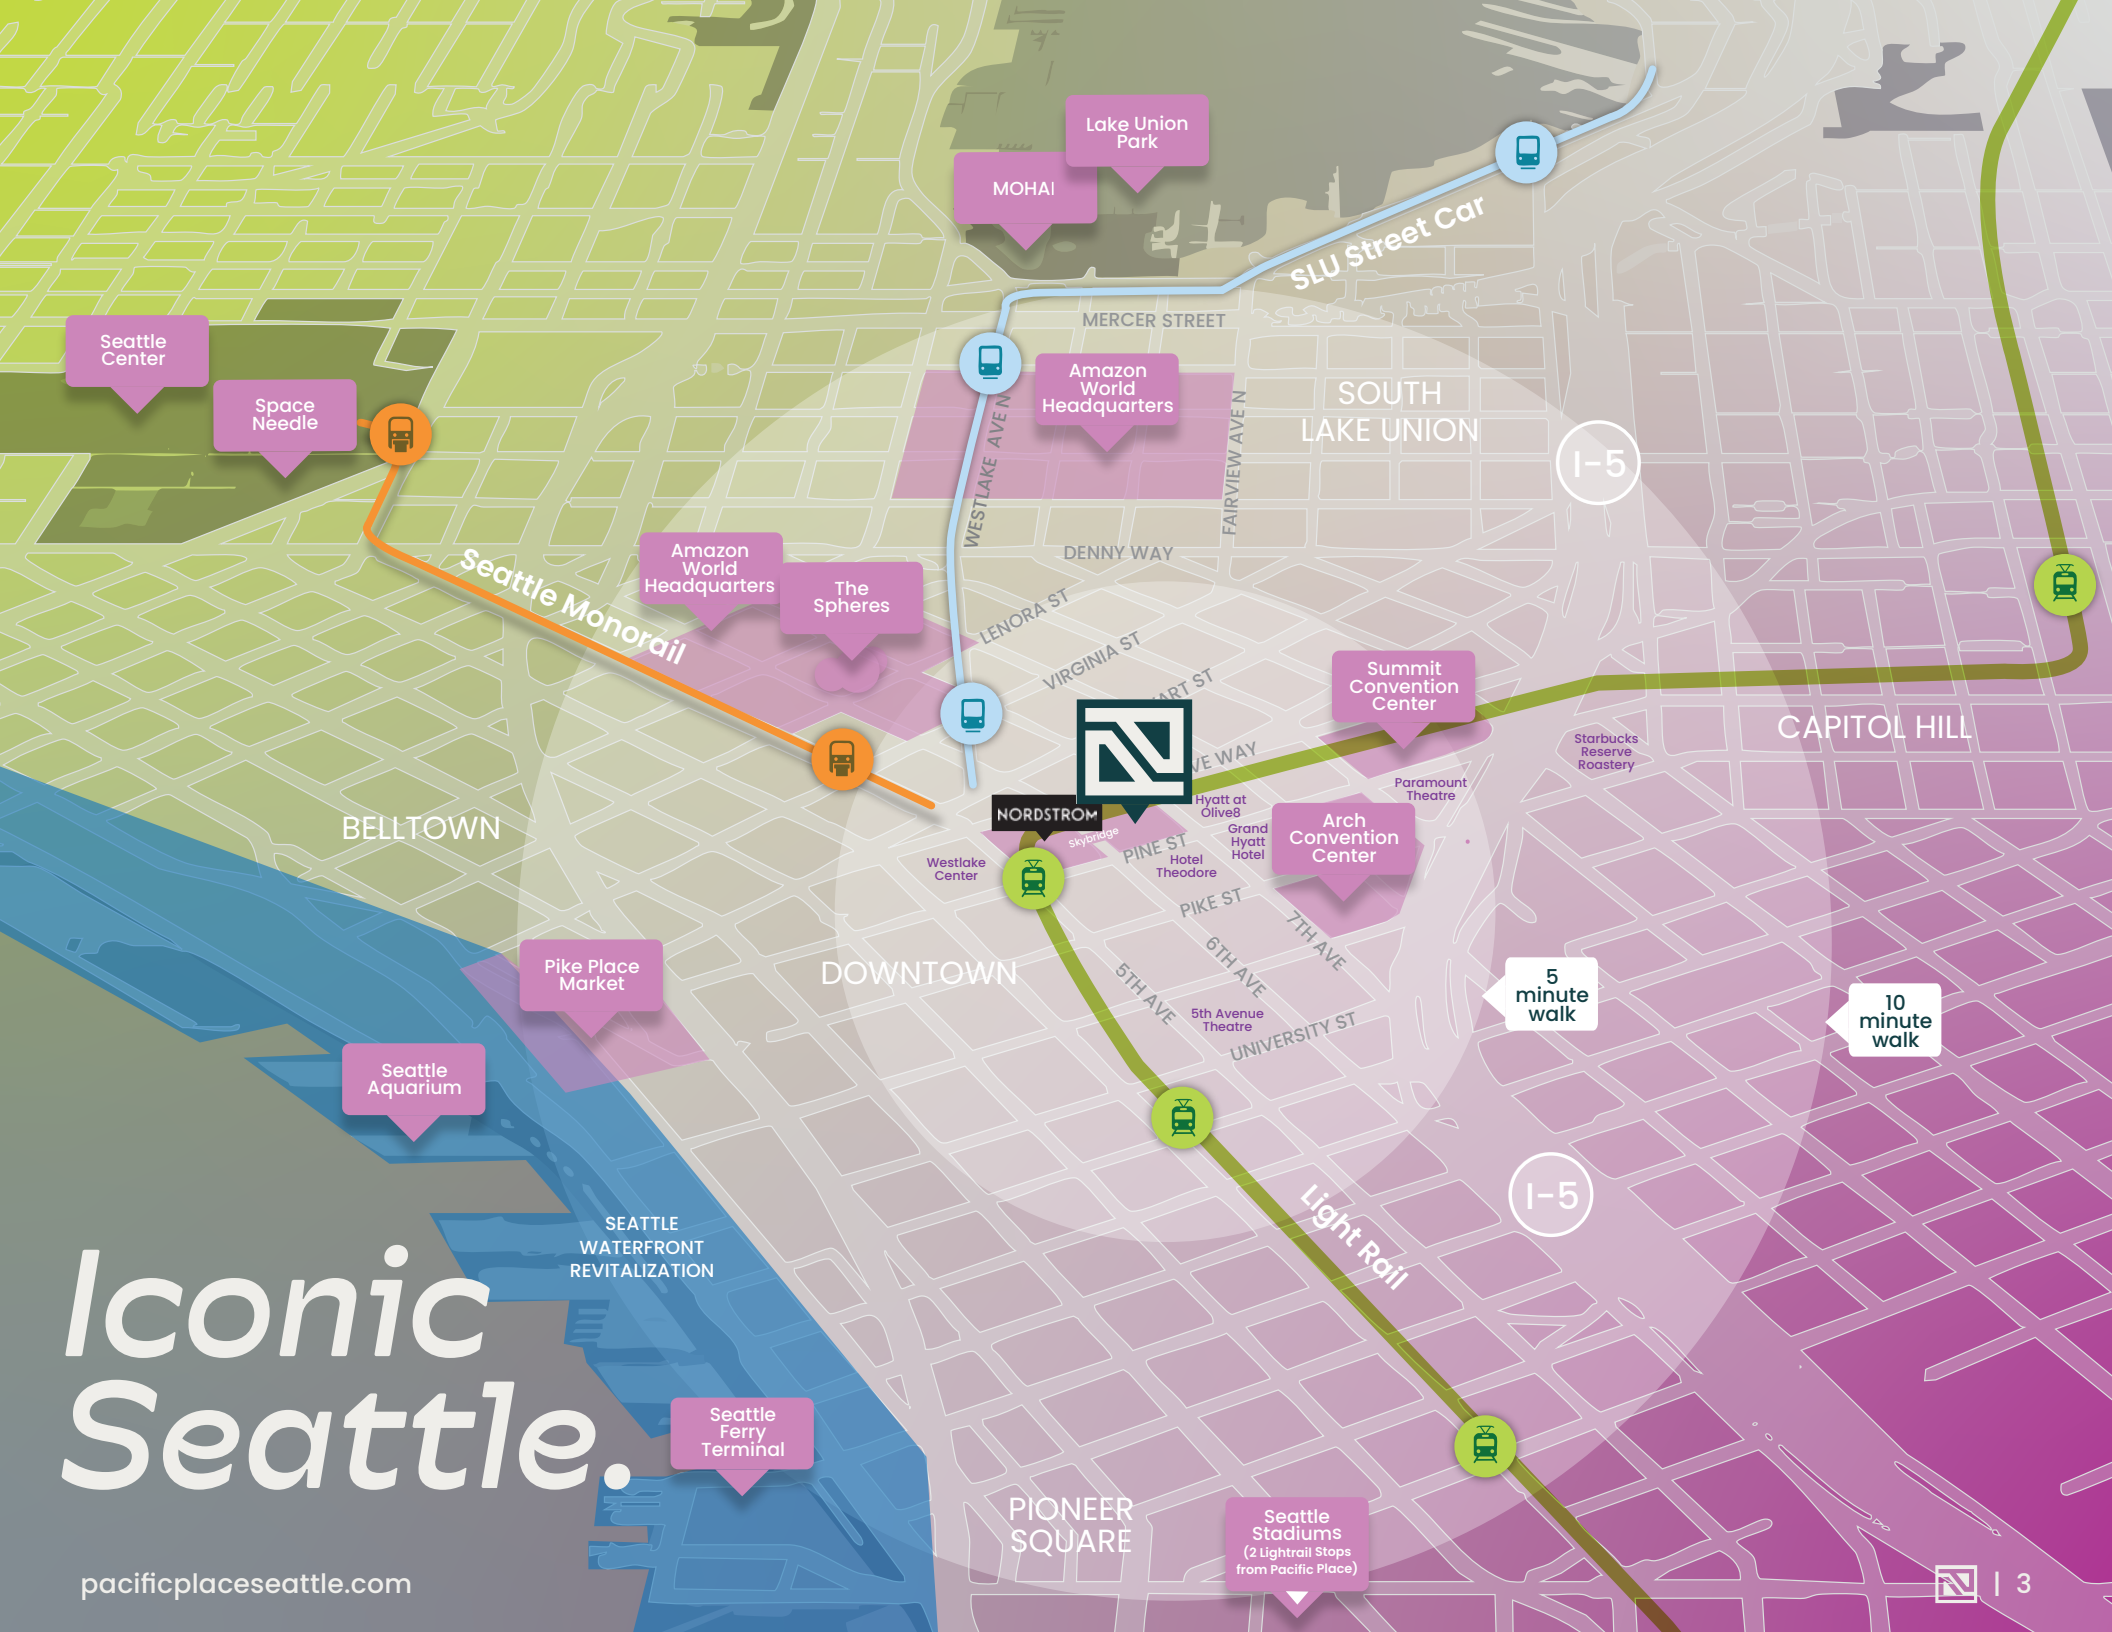 Lake Union
Park
MOHAI
SLU Street Car
MERCER STREET
Seattle
Center
Space
Needle
Amazon
World
Headquarters
SOUTH
LAKE UNION
WESTLAKE AVE N
FAIRVIEW AVE N
I-5
DENNY WAY
Seattle Monorail
Amazon
World
Headquarters
The
Spheres
LENORA ST
VIRGINIA ST
ART ST
Summit
Convention
Center
CAPITOL HILL
Starbucks
Reserve
Roastery
VE WAY
Paramount
Theatre
Hyatt at
Olive8
NORDSTROM
Skybridge
Grand
Hyatt
Hotel
Arch
Convention
Center
BELLTOWN
PINE ST
Westlake
Center
Hotel
Theodore
PIKE ST
7TH AVE
6TH AVE
5TH AVE
DOWNTOWN
Pike Place
Market
5
minute
walk
10
minute
walk
5th Avenue
Theatre
UNIVERSITY ST
Seattle
Aquarium
Light Rail
I-5
SEATTLE
WATERFRONT
REVITALIZATION
Iconic
Seattle.
Seattle
Ferry
Terminal
PIONEER
SQUARE
Seattle
Stadiums
(2 Lightrail Stops
from Pacific Place)
pacificplaceseattle.com
| 3